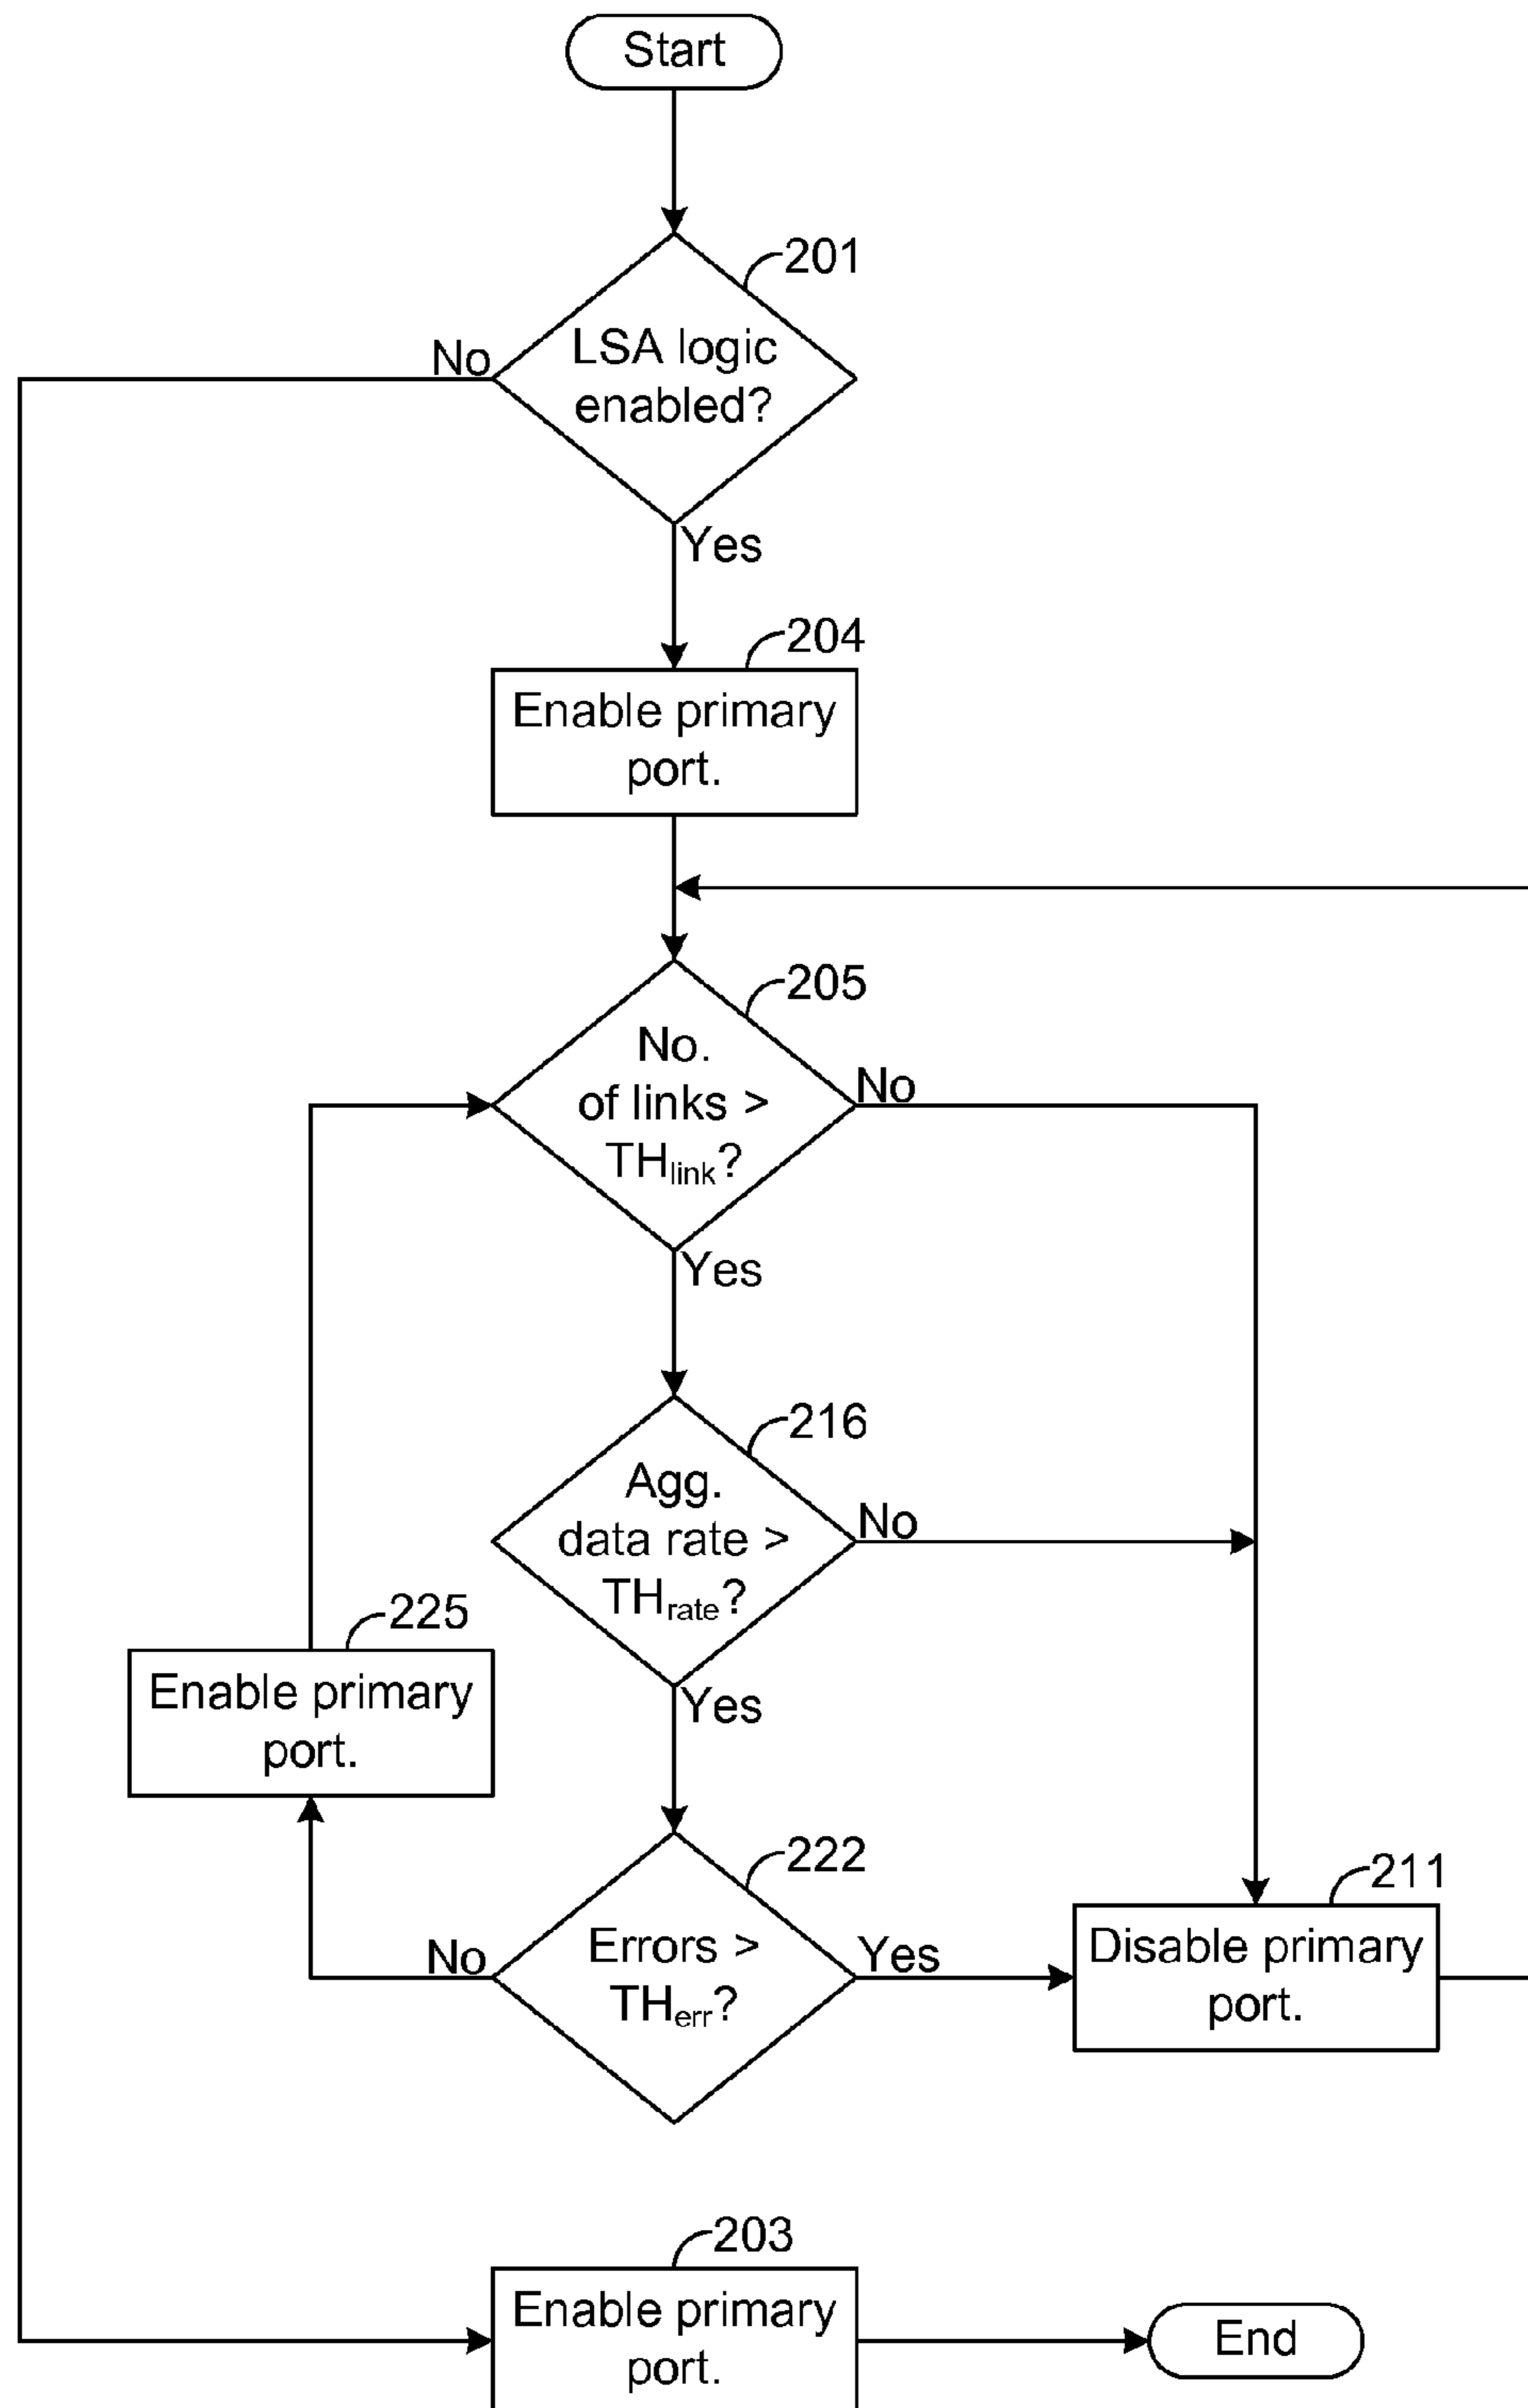 Start
201
LSA logic
enabled?
No
Yes
204
Enable primary
port.
205
No.
of links >
THlink?
No
Yes
216
Agg.
data rate >
THrate?
No
Yes
225
Enable primary
port.
222
Errors >
THerr?
No
Yes
211
Disable primary
port.
203
Enable primary
port.
End